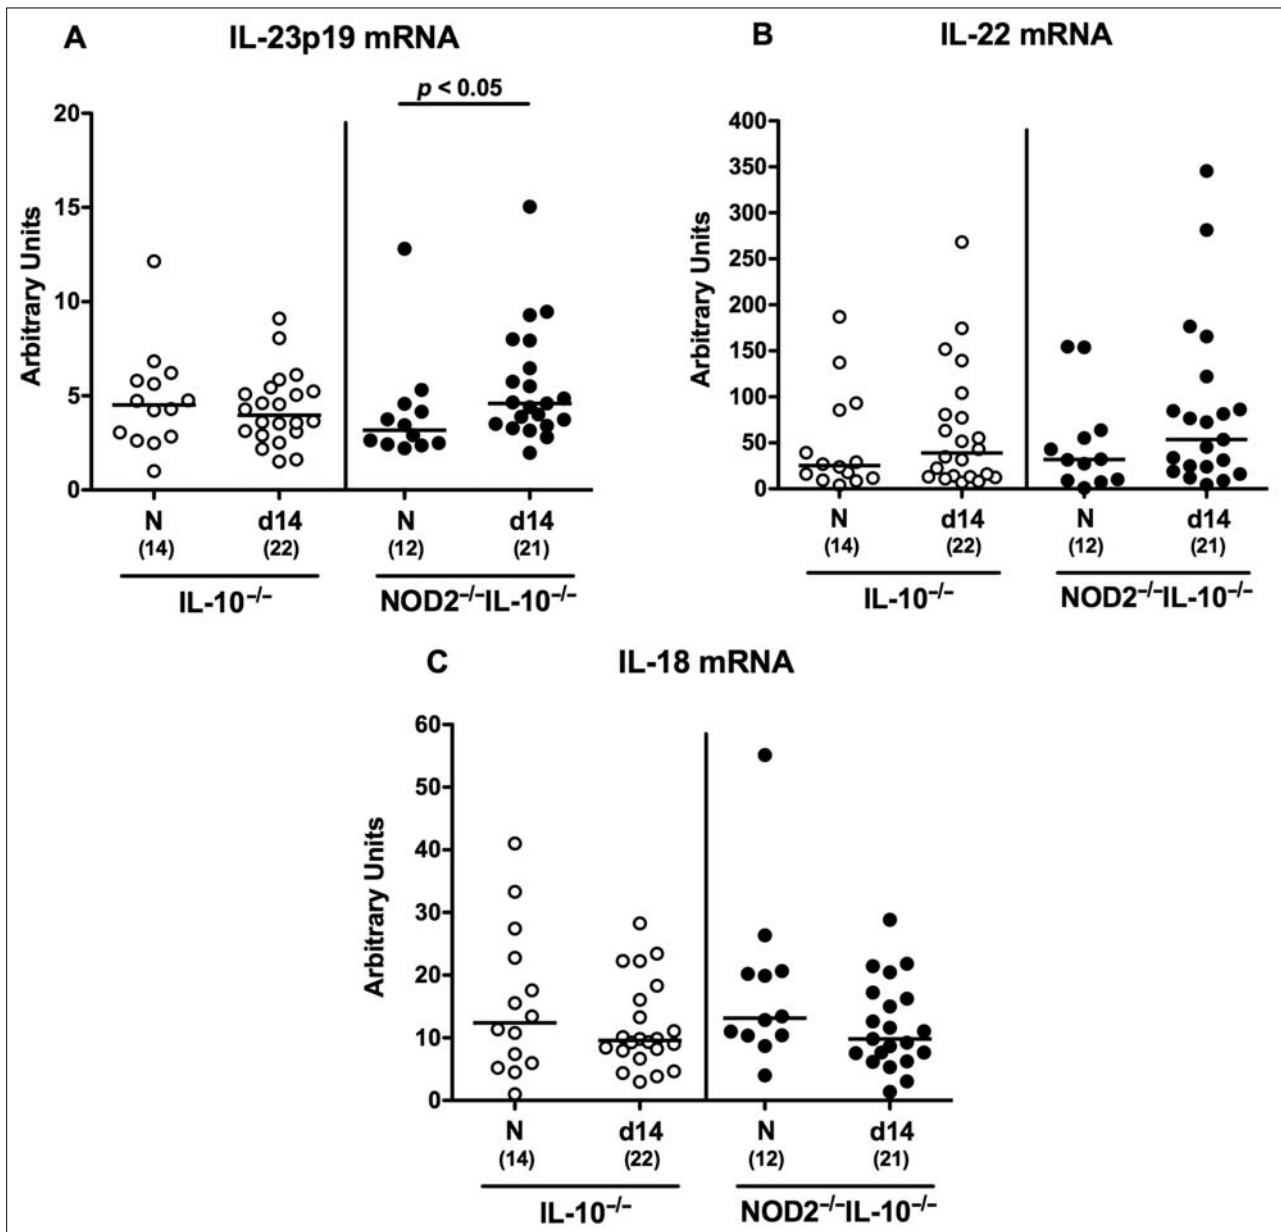 A IL-23p19 mRNA
p < 0.05
20
15
10
5
0
Arbitrary Units
N d14 N d14
(14) (22) (12) (21)
IL-10−/− NOD2−/−IL-10−/−
B IL-22 mRNA
400
350
300
250
200
150
100
50
0
Arbitrary Units
N d14 N d14
(14) (22) (12) (21)
IL-10−/− NOD2−/−IL-10−/−
C IL-18 mRNA
60
50
40
30
20
10
0
Arbitrary Units
N d14 N d14
(14) (22) (12) (21)
IL-10−/− NOD2−/−IL-10−/−